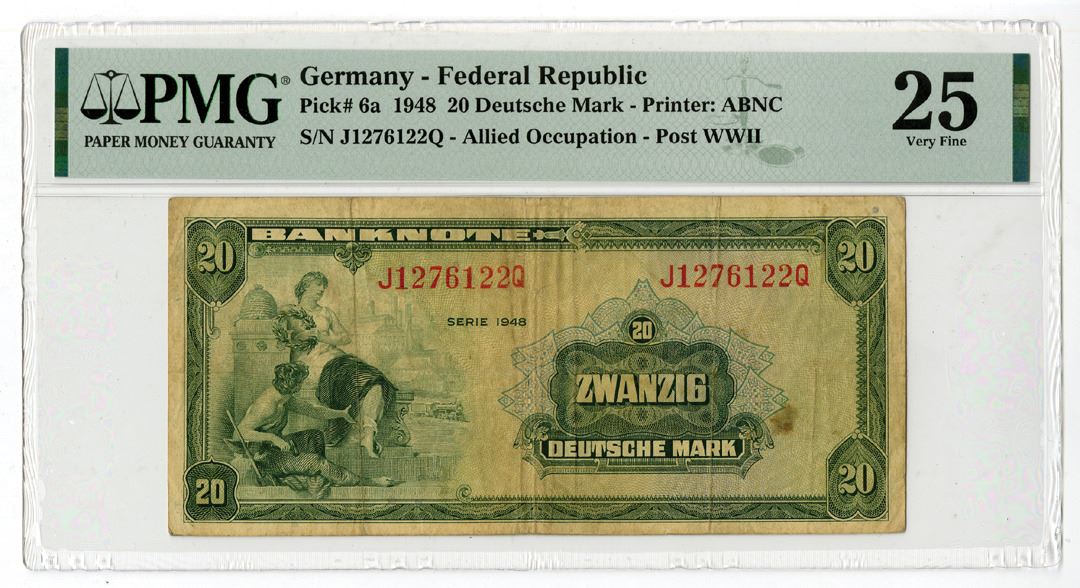 PMG®
PAPER MONEY GUARANTY
Germany - Federal Republic
Pick# 6a 1948 20 Deutsche Mark - Printer: ABNC
S/N J1276122Q - Allied Occupation - Post WWII
25
Very Fine
20
BANKNOTE
20
J1276122Q
J1276122Q
SERIE 1948
20
ZWANZIG
DEUTSCHE MARK
20
20